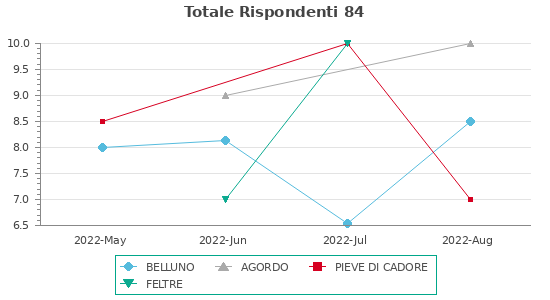 Totale Rispondenti 84
10.0
9.5
9.0
8.5
8.0
7.5
7.0
6.5
2022-May 2022-Jun 2022-Jul 2022-Aug
BELLUNO AGORDO PIEVE DI CADORE
FELTRE